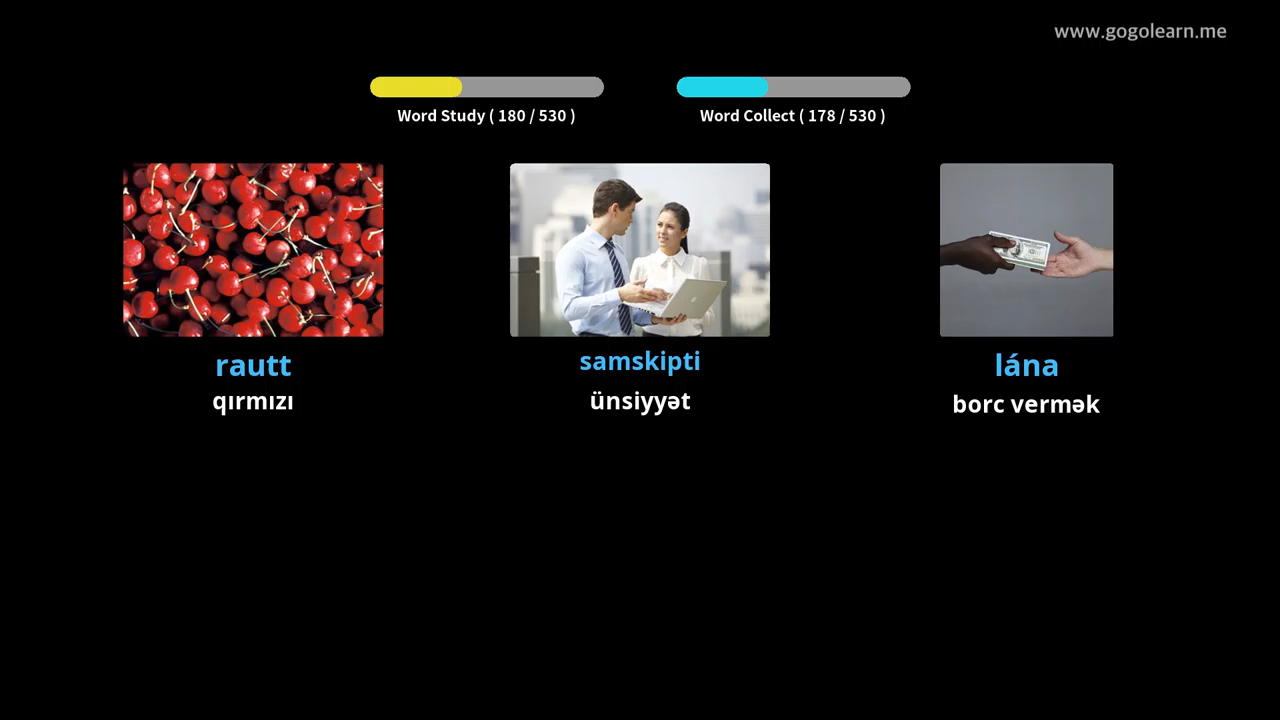 www.gogolearn.me
Word Study ( 180 / 530 )
Word Collect ( 178 / 530 )
rautt
qırmızı
samskipti
ünsiyyət
lána
borc vermək